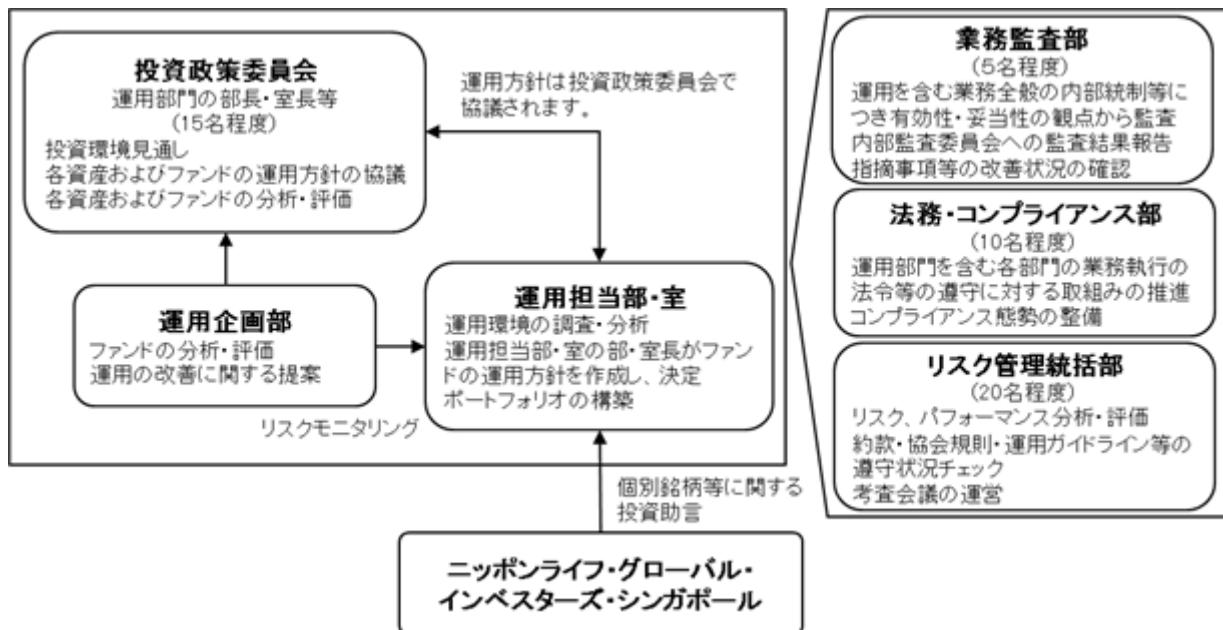 投資政策委員会
運用部門の部長・室長等
(15名程度)
投資環境見通し
各資産およびファンドの運用方針の協議
各資産およびファンドの分析・評価
運用方針は投資政策委員会で
協議されます。
運用企画部
ファンドの分析・評価
運用の改善に関する提案
リスクモニタリング
運用担当部・室
運用環境の調査・分析
運用担当部・室の部・室長がファン
ドの運用方針を作成し、決定
ポートフォリオの構築
個別銘柄等に関する
投資助言
ニッポンライフ・グローバル・
インベスターズ・シンガポール
業務監査部
(5名程度)
運用を含む業務全般の内部統制等に
つき有効性・妥当性の観点から監査
内部監査委員会への監査結果報告
指摘事項等の改善状況の確認
法務・コンプライアンス部
(10名程度)
運用部門を含む各部門の業務執行の
法令等の遵守に対する取組みの推進
コンプライアンス態勢の整備
リスク管理統括部
(20名程度)
リスク、パフォーマンス分析・評価
約款・協会規則・運用ガイドライン等の
遵守状況チェック
考査会議の運営